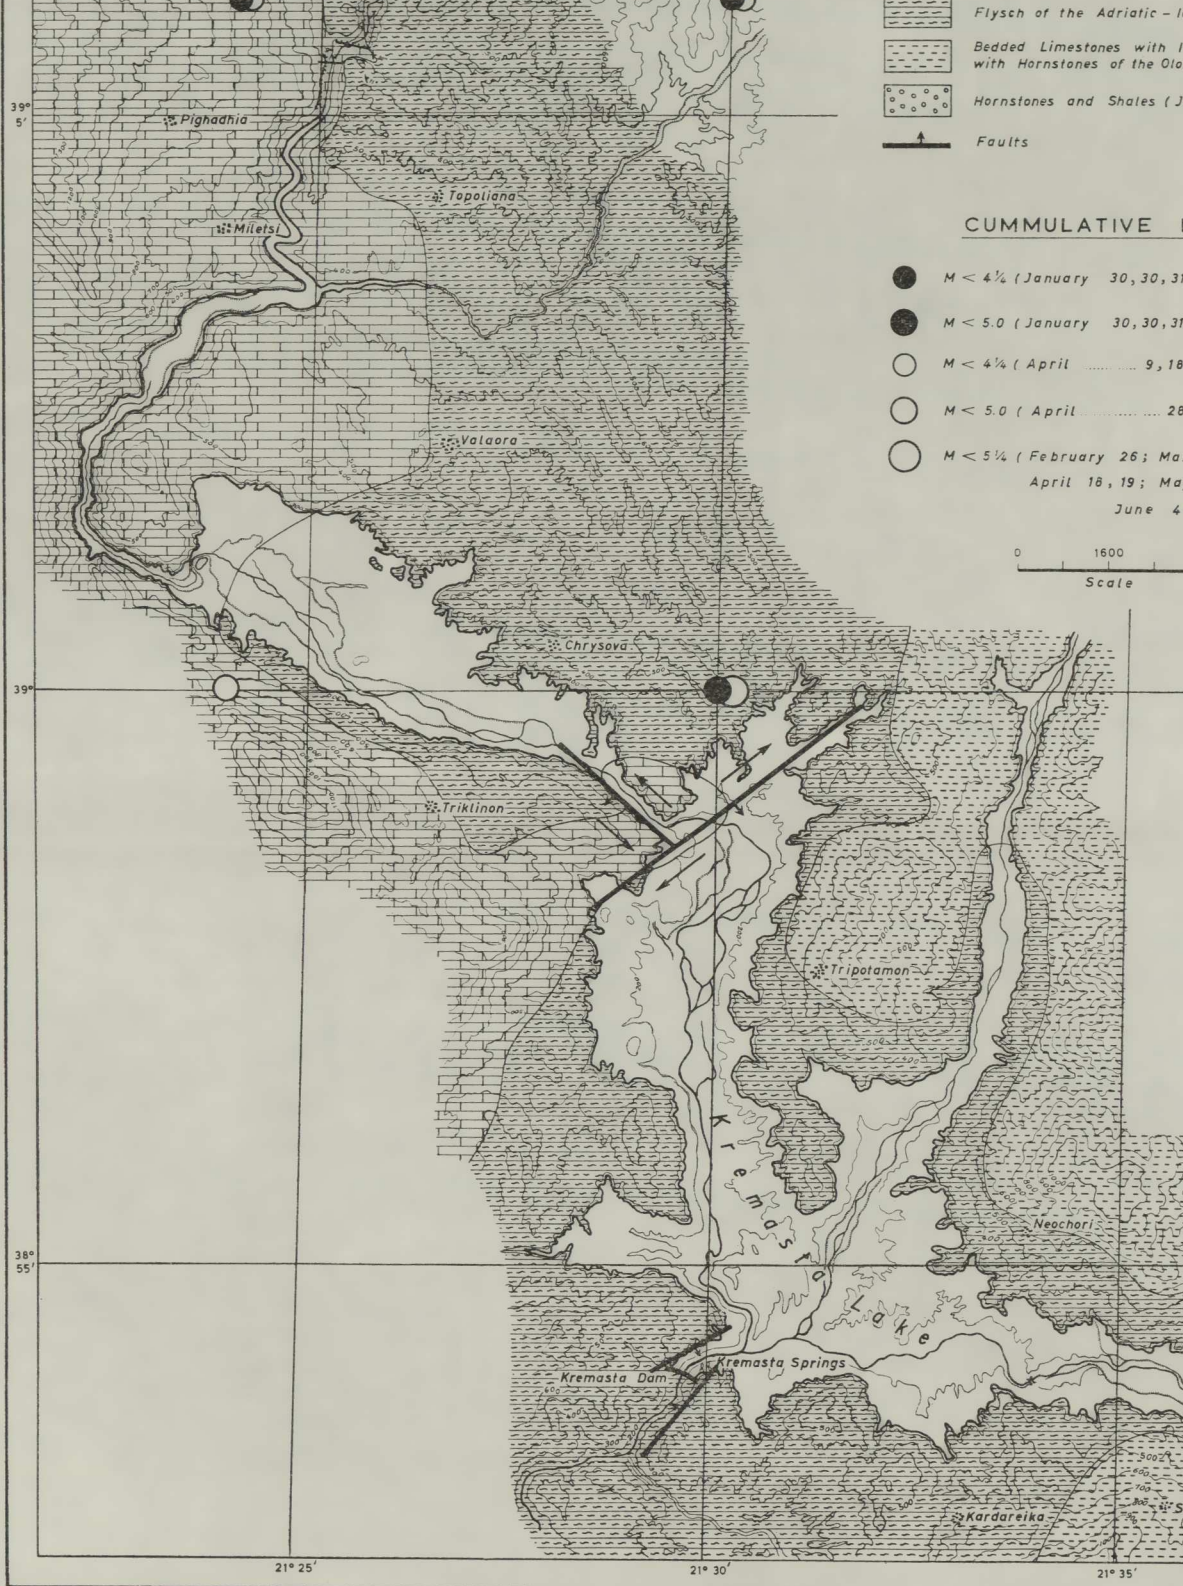 Flysch of the Adriatic – I
Bedded Limestones with I
with Hornstones of the Olo
Hornstones and Shales ( J
Faults
CUMMULATIVE
M < 4¼ ( January 30, 30, 31
M < 5.0 ( January 30, 30, 31
M < 4¼ ( April ......... 9, 18
M < 5.0 ( April ............ 28
M < 5¼ ( February 26 ; Ma
April 18, 19 ; Ma
June 4
0 1600
Scale
39°
5'
Pighadhia
Topoliana
Miletsi
Valaora
Chrysova
39°
Triklinon
Tripotamon
Kremasta Lake
Neochori
38°
55'
Kremasta Springs
Kremasta Dam
Kardareika
S
21° 25'
21° 30'
21° 35'